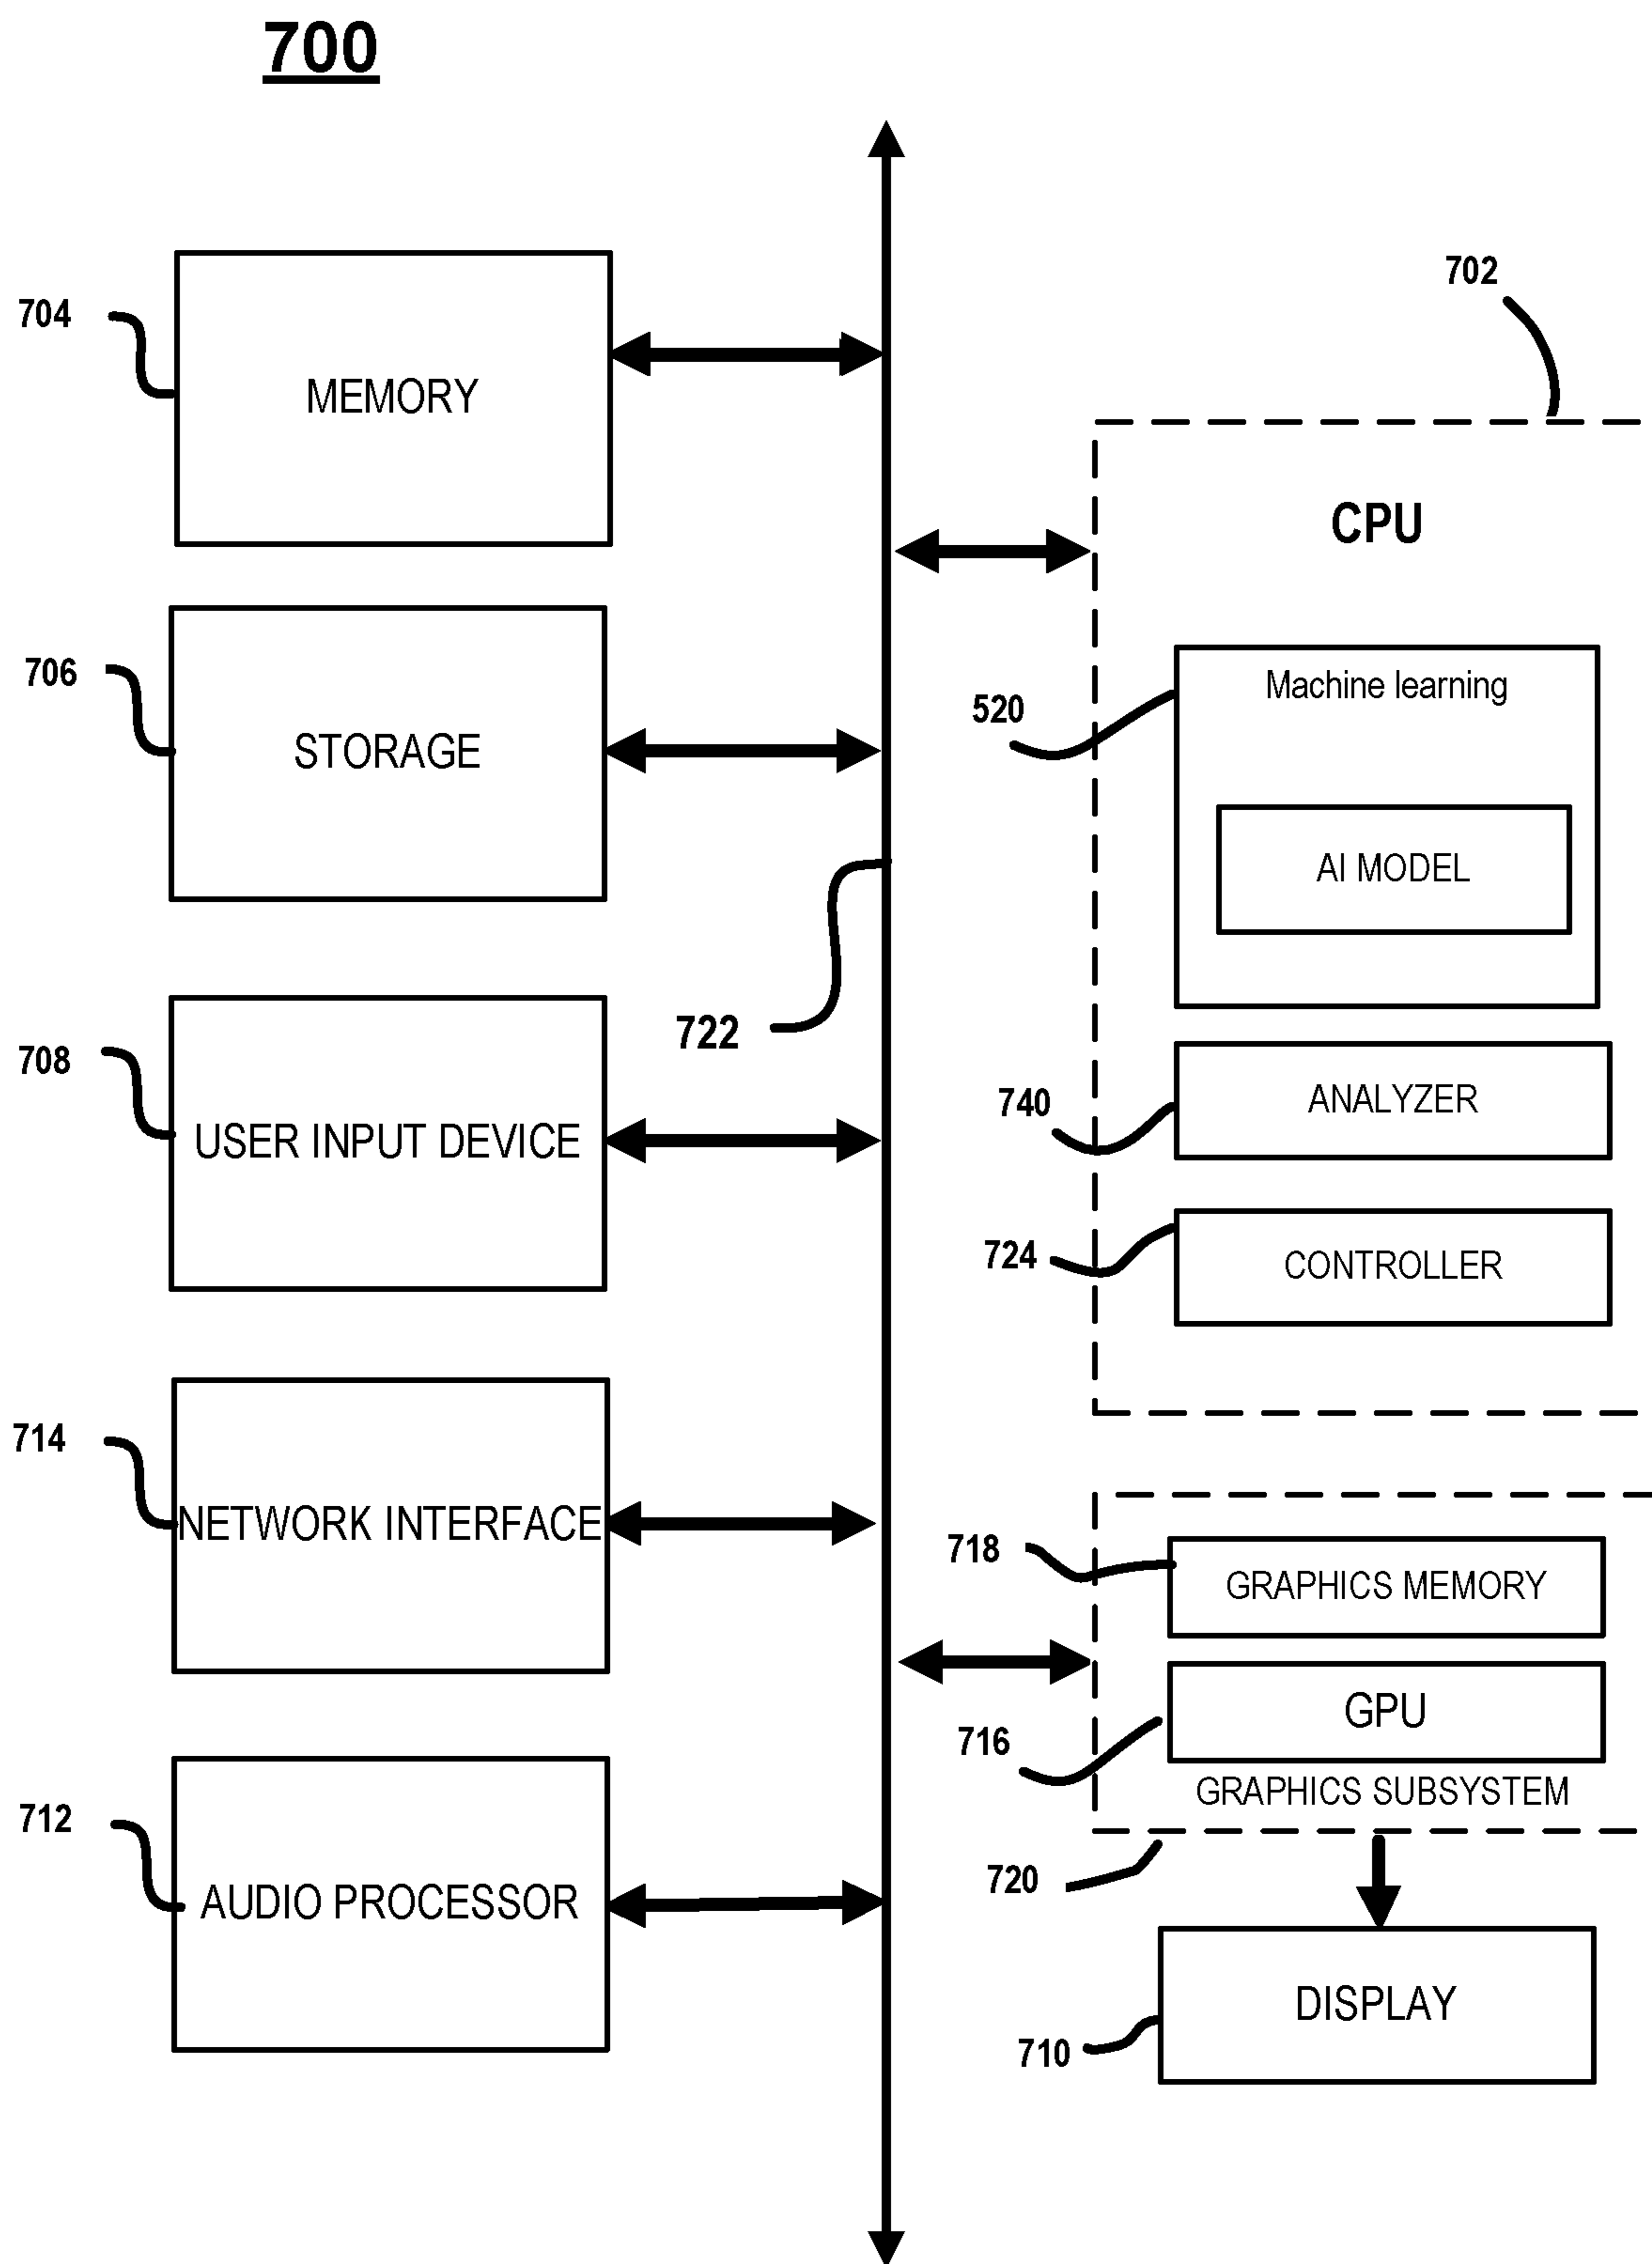 700
704
MEMORY
702
CPU
706
STORAGE
520
Machine learning
AI MODEL
722
708
USER INPUT DEVICE
740
ANALYZER
724
CONTROLLER
714
NETWORK INTERFACE
718
GRAPHICS MEMORY
716
GPU
GRAPHICS SUBSYSTEM
712
AUDIO PROCESSOR
720
710
DISPLAY